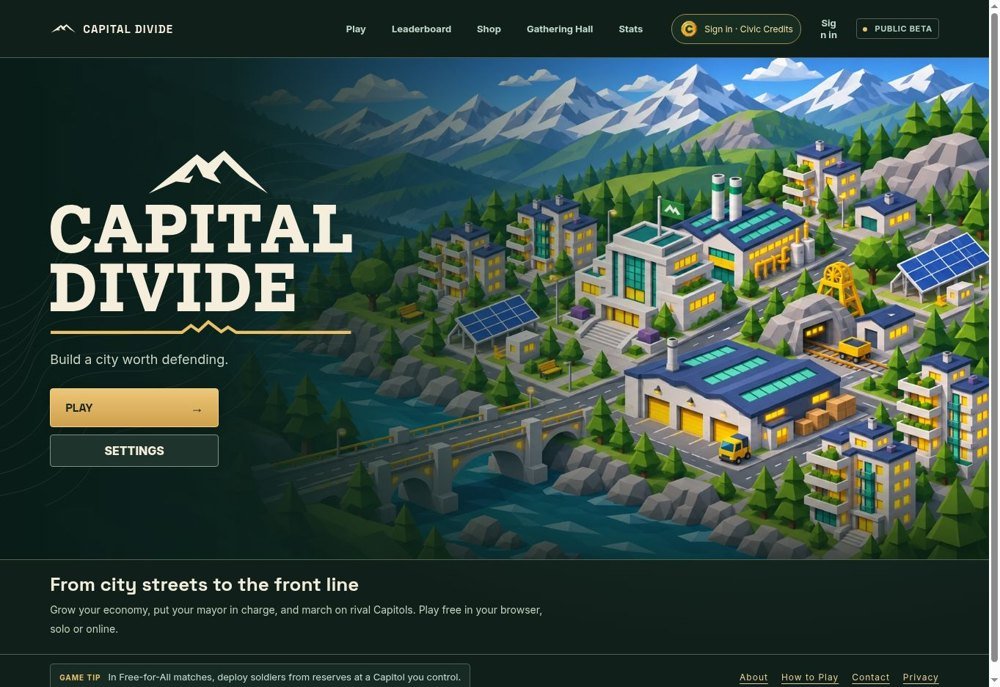 CAPITAL DIVIDE
Play
Leaderboard
Shop
Gathering Hall
Stats
C
Sign in · Civic Credits
Sig
n in
PUBLIC BETA
CAPITAL
DIVIDE
Build a city worth defending.
PLAY →
SETTINGS
From city streets to the front line
Grow your economy, put your mayor in charge, and march on rival Capitols. Play free in your browser,
solo or online.
GAME TIP In Free-for-All matches, deploy soldiers from reserves at a Capitol you control.
About
How to Play
Contact
Privacy